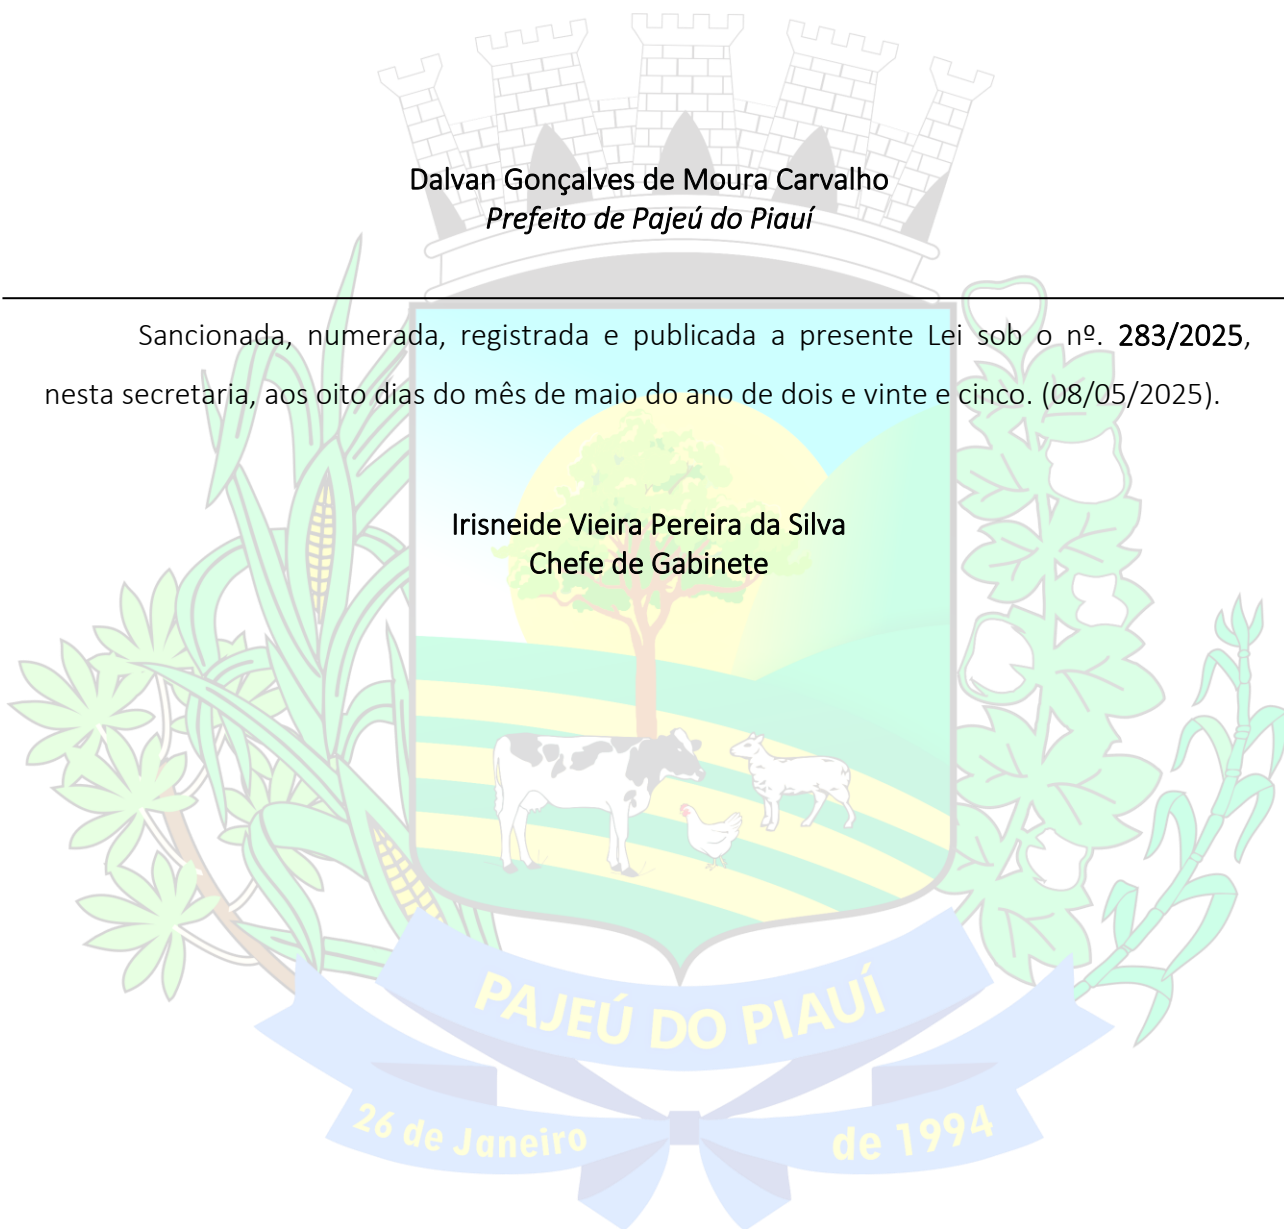 Dalvan Gonçalves de Moura Carvalho
Prefeito de Pajeú do Piauí
Sancionada, numerada, registrada e publicada a presente Lei sob o nº. 283/2025,
nesta secretaria, aos oito dias do mês de maio do ano de dois e vinte e cinco. (08/05/2025).
Irisneide Vieira Pereira da Silva
Chefe de Gabinete
PAJEÚ DO PIAUÍ
26 de Janeiro de 1994